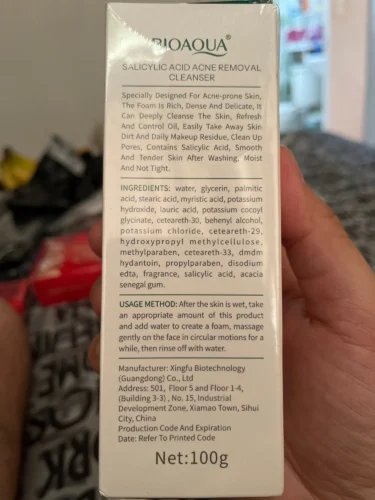 BIOAQUA®
SALICYLIC ACID ACNE REMOVAL
CLEANSER
Specially Designed For Acne-prone Skin,
The Foam Is Rich, Dense And Delicate, It
Can Deeply Cleanse The Skin, Refresh
And Control Oil, Easily Take Away Skin
Dirt And Daily Makeup Residue, Clean Up
Pores, Contains Salicylic Acid, Smooth
And Tender Skin After Washing, Moist
And Not Tight.
INGREDIENTS: water, glycerin, palmitic
acid, stearic acid, myristic acid, potassium
hydroxide, lauric acid, potassium cocoyl
glycinate, ceteareth-30, behenyl alcohol,
potassium chloride, ceteareth-29,
hydroxypropyl methylcellulose,
methylparaben, ceteareth-33, dmdm
hydantoin, propylparaben, disodium
edta, fragrance, salicylic acid, acacia
senegal gum.
USAGE METHOD: After the skin is wet, take
an appropriate amount of this product
and add water to create a foam, massage
gently on the face in circular motions for a
while, then rinse off with water.
Manufacturer: Xingfu Biotechnology
(Guangdong) Co., Ltd
Address: 501, Floor 5 and Floor 1-4,
(Building 3-3) , No. 15, Industrial
Development Zone, Xiamao Town, Sihui
City, China
Production Code And Expiration
Date: Refer To Printed Code
Net:100g